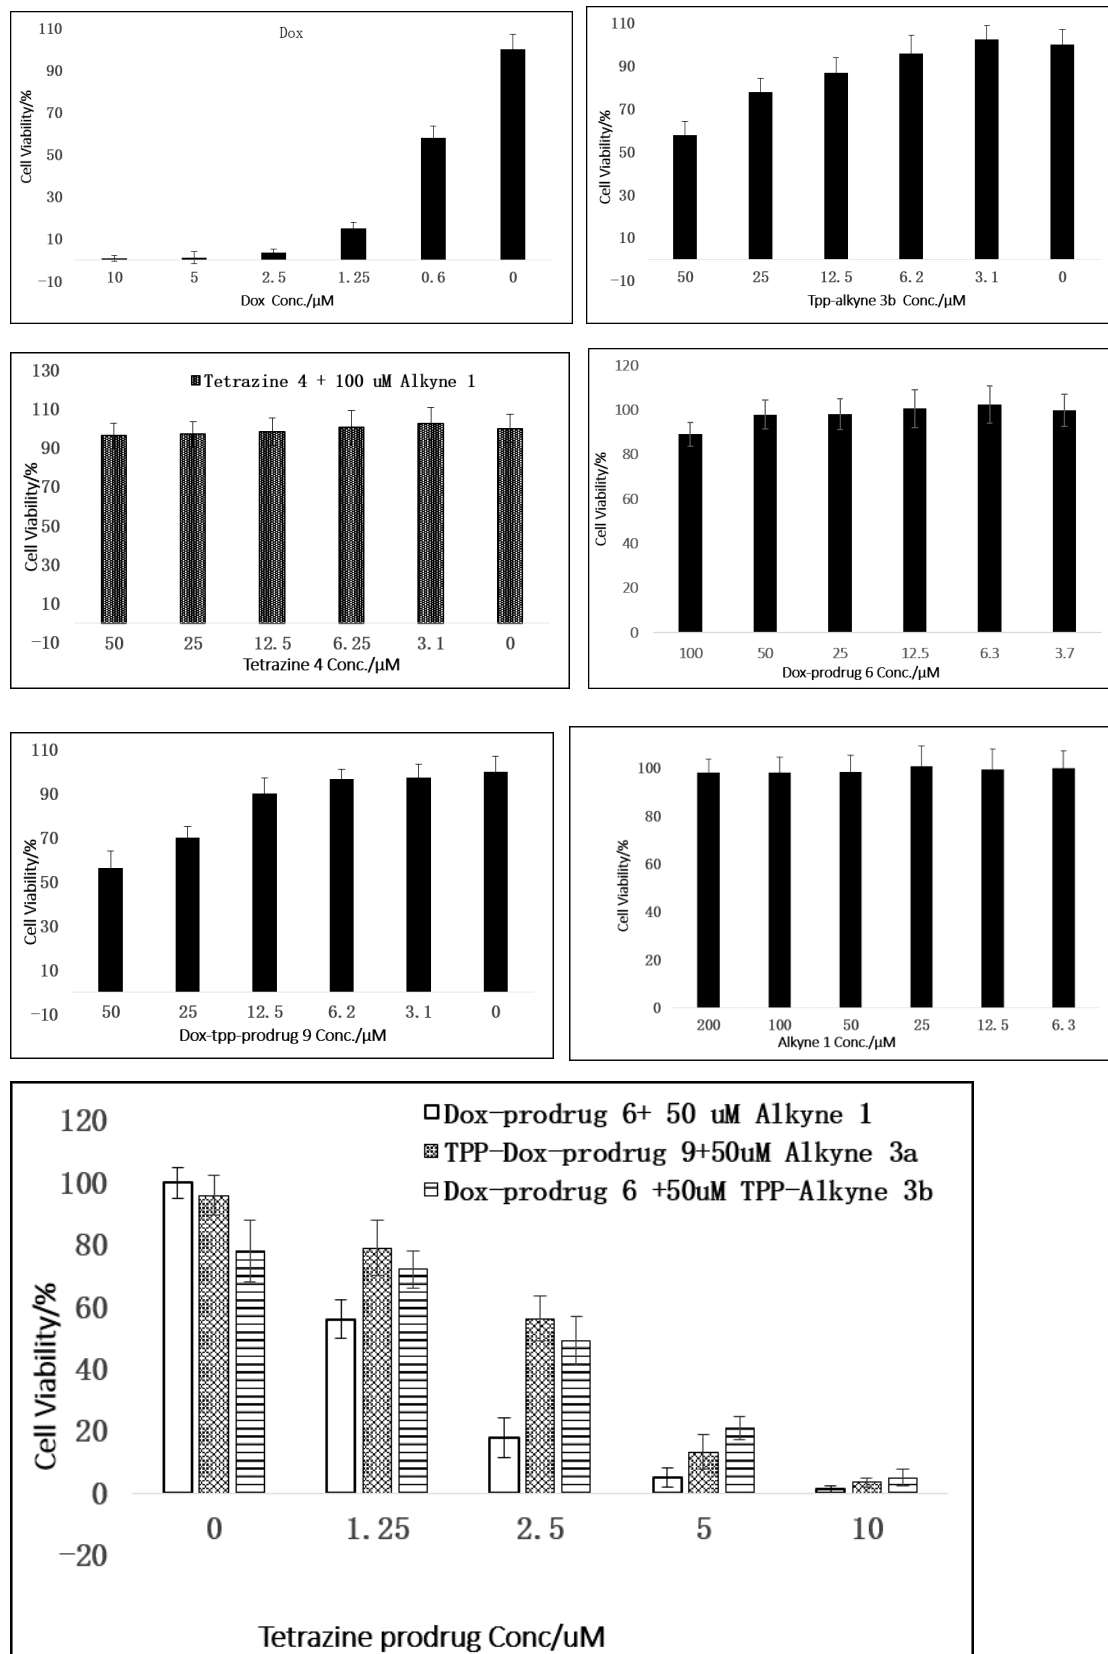 Dox
110
90
70
50
30
10
−10
Cell Viability/%
10 5 2.5 1.25 0.6 0
Dox Conc./μM
110
90
70
50
30
10
−10
Cell Viability/%
50 25 12.5 6.2 3.1 0
Tpp-alkyne 3b Conc./μM
Tetrazine 4 + 100 uM Alkyne 1
130
110
90
70
50
30
10
−10
Cell Viability/%
50 25 12.5 6.25 3.1 0
Tetrazine 4 Conc./μM
120
100
80
60
40
20
0
Cell Viability/%
100 50 25 12.5 6.3 3.7
Dox-prodrug 6 Conc./μM
110
90
70
50
30
10
−10
Cell Viability/%
50 25 12.5 6.2 3.1 0
Dox-tpp-prodrug 9 Conc./μM
100
80
60
40
20
0
Cell Viability/%
200 100 50 25 12.5 6.3
Alkyne 1 Conc./μM
Dox-prodrug 6+ 50 uM Alkyne 1
TPP-Dox-prodrug 9+50uM Alkyne 3a
Dox-prodrug 6 +50uM TPP-Alkyne 3b
120
100
80
60
40
20
0
−20
Cell Viability/%
0 1.25 2.5 5 10
Tetrazine prodrug Conc/uM